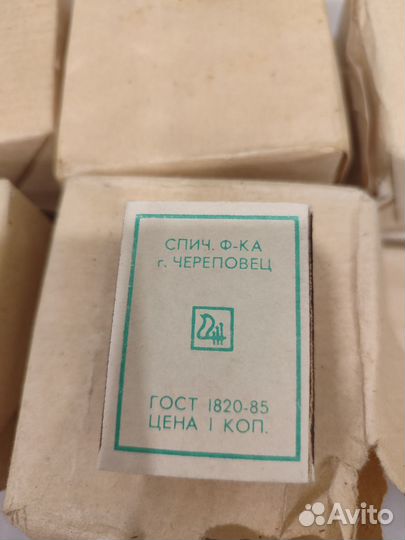 СПИЧ. Ф-КА
г. ЧЕРЕПОВЕЦ
ГОСТ 1820-85
ЦЕНА 1 КОП.
Avito